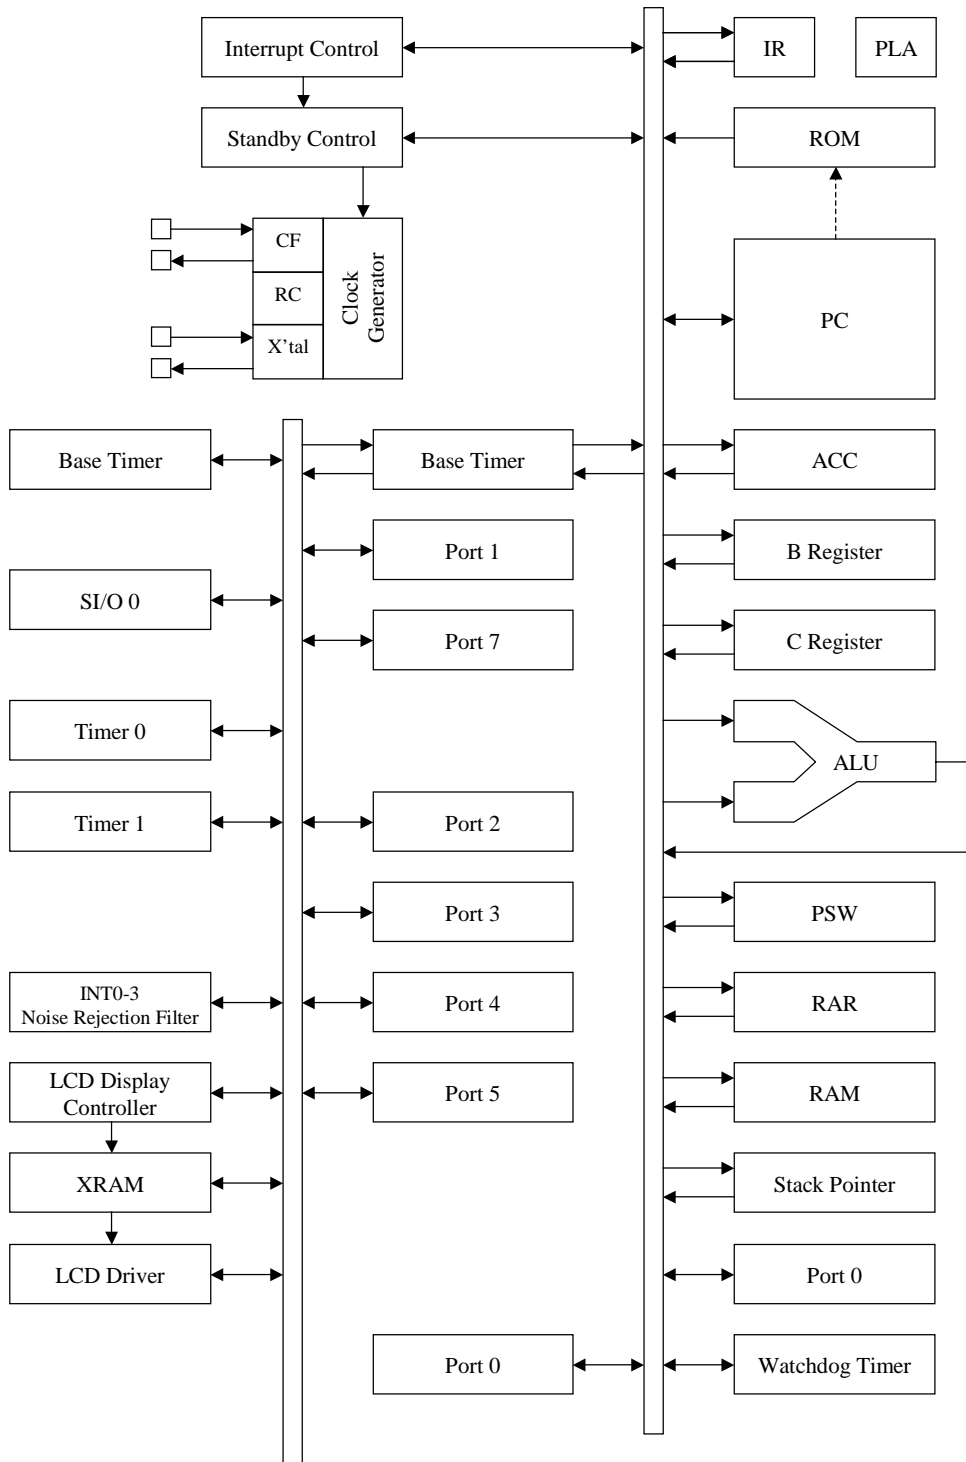 Interrupt Control
IR
PLA
Standby Control
ROM
CF
RC
X'tal
Clock
Generator
PC
Base Timer
Base Timer
ACC
Port 1
B Register
SI/O 0
Port 7
C Register
Timer 0
ALU
Timer 1
Port 2
Port 3
PSW
INT0-3
Noise Rejection Filter
Port 4
RAR
LCD Display
Controller
Port 5
RAM
XRAM
Stack Pointer
LCD Driver
Port 0
Port 0
Watchdog Timer